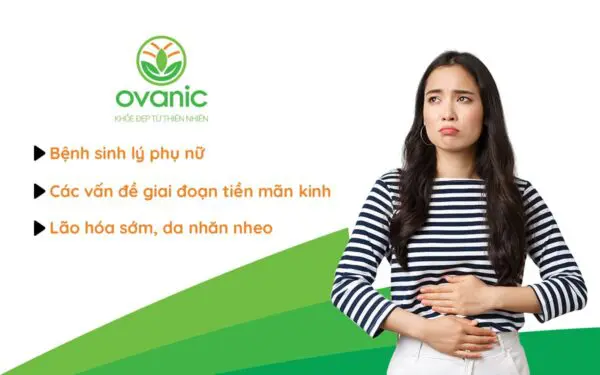 ovanic
KHỎE ĐẸP TỪ THIÊN NHIÊN
Bệnh sinh lý phụ nữ
Các vấn đề giai đoạn tiền mãn kinh
Lão hóa sớm, da nhăn nheo